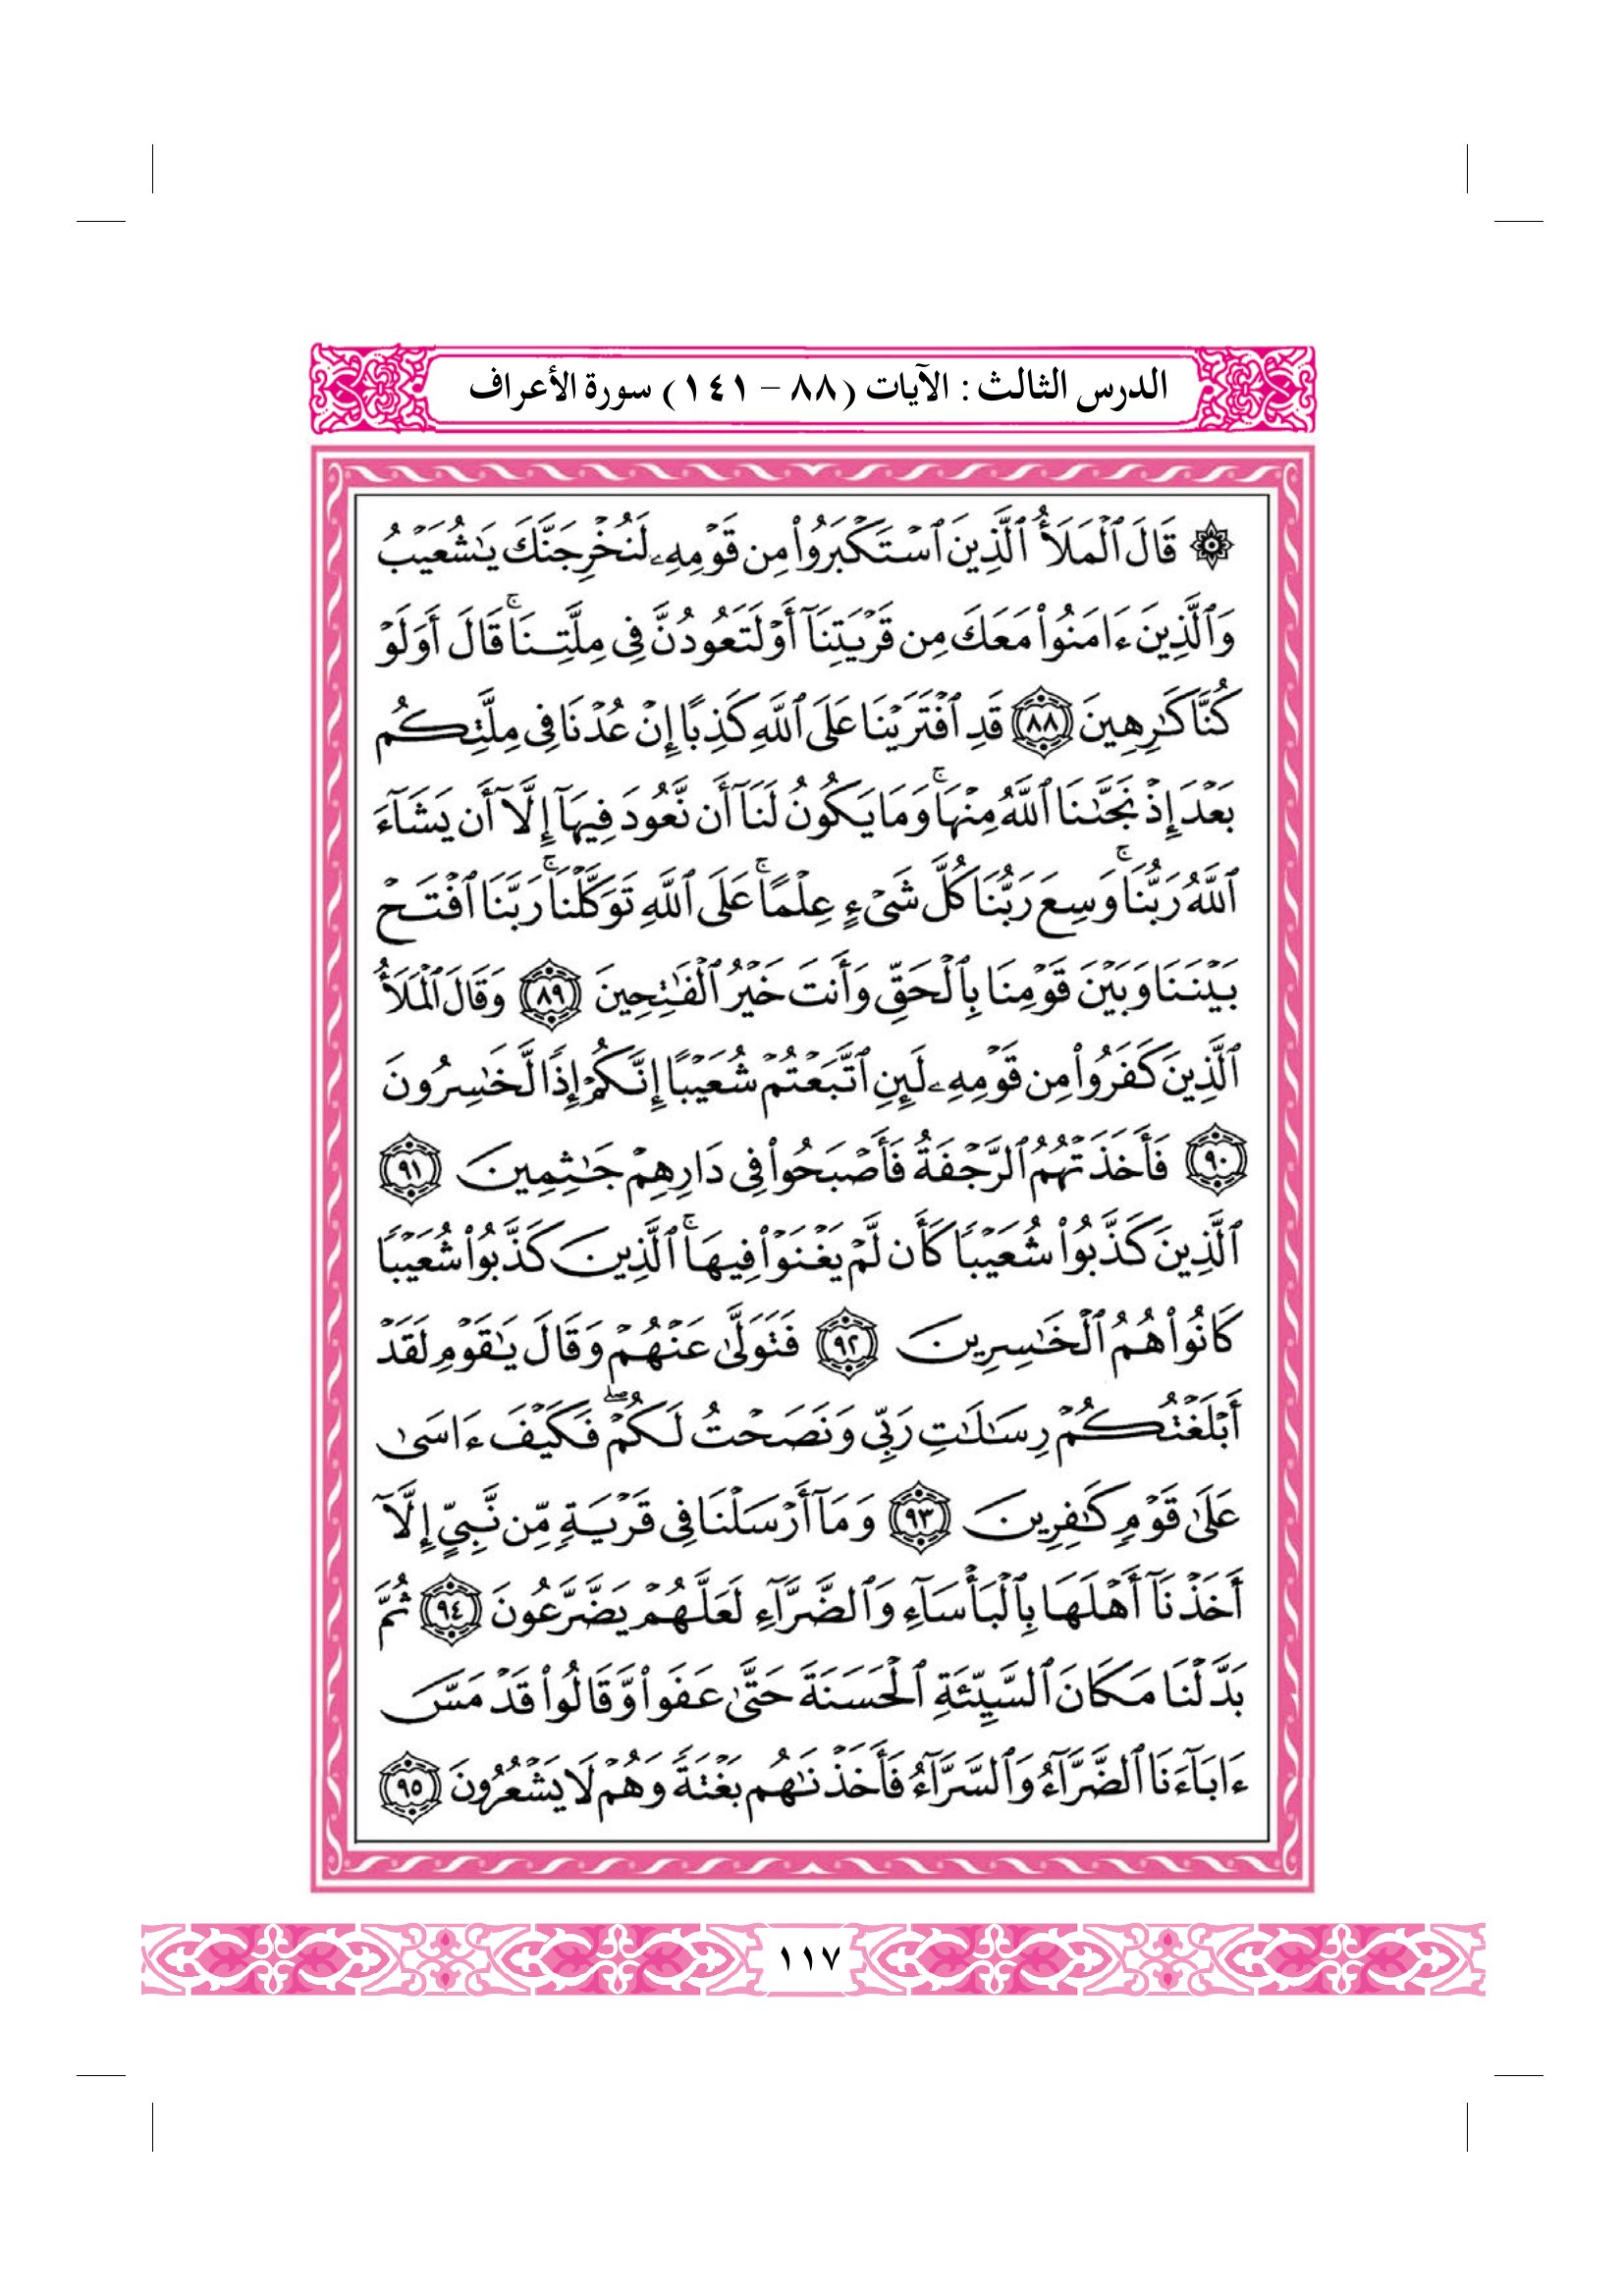 الدرس الثالث : الآيات (٨٨ - ١٤١) سورة الأعراف
۞ قَالَ ٱلْمَلَأُ ٱلَّذِينَ ٱسْتَكْبَرُوا۟ مِن قَوْمِهِۦ لَنُخْرِجَنَّكَ يَـٰشُعَيْبُ
وَٱلَّذِينَ ءَامَنُوا۟ مَعَكَ مِن قَرْيَتِنَآ أَوْ لَتَعُودُنَّ فِى مِلَّتِنَا ۚ قَالَ أَوَلَوْ
كُنَّا كَـٰرِهِينَ ٨٨ قَدِ ٱفْتَرَيْنَا عَلَى ٱللَّهِ كَذِبًا إِنْ عُدْنَا فِى مِلَّتِكُم
بَعْدَ إِذْ نَجَّىٰنَا ٱللَّهُ مِنْهَا ۚ وَمَا يَكُونُ لَنَآ أَن نَّعُودَ فِيهَآ إِلَّآ أَن يَشَآءَ
ٱللَّهُ رَبُّنَا ۚ وَسِعَ رَبُّنَا كُلَّ شَىْءٍ عِلْمًا ۚ عَلَى ٱللَّهِ تَوَكَّلْنَا ۚ رَبَّنَا ٱفْتَحْ
بَيْنَنَا وَبَيْنَ قَوْمِنَا بِٱلْحَقِّ وَأَنتَ خَيْرُ ٱلْفَـٰتِحِينَ ٨٩ وَقَالَ ٱلْمَلَأُ
ٱلَّذِينَ كَفَرُوا۟ مِن قَوْمِهِۦ لَئِنِ ٱتَّبَعْتُمْ شُعَيْبًا إِنَّكُمْ إِذًا لَّخَـٰسِرُونَ
٩٠ فَأَخَذَتْهُمُ ٱلرَّجْفَةُ فَأَصْبَحُوا۟ فِى دَارِهِمْ جَـٰثِمِينَ ٩١
ٱلَّذِينَ كَذَّبُوا۟ شُعَيْبًا كَأَن لَّمْ يَغْنَوْا۟ فِيهَا ۚ ٱلَّذِينَ كَذَّبُوا۟ شُعَيْبًا
كَانُوا۟ هُمُ ٱلْخَـٰسِرِينَ ٩٢ فَتَوَلَّىٰ عَنْهُمْ وَقَالَ يَـٰقَوْمِ لَقَدْ
أَبْلَغْتُكُمْ رِسَـٰلَـٰتِ رَبِّى وَنَصَحْتُ لَكُمْ ۖ فَكَيْفَ ءَاسَىٰ
عَلَىٰ قَوْمٍ كَـٰفِرِينَ ٩٣ وَمَآ أَرْسَلْنَا فِى قَرْيَةٍ مِّن نَّبِىٍّ إِلَّآ
أَخَذْنَآ أَهْلَهَا بِٱلْبَأْسَآءِ وَٱلضَّرَّآءِ لَعَلَّهُمْ يَضَّرَّعُونَ ٩٤ ثُمَّ
بَدَّلْنَا مَكَانَ ٱلسَّيِّئَةِ ٱلْحَسَنَةَ حَتَّىٰ عَفَوا۟ وَّقَالُوا۟ قَدْ مَسَّ
ءَابَآءَنَا ٱلضَّرَّآءُ وَٱلسَّرَّآءُ فَأَخَذْنَـٰهُم بَغْتَةً وَهُمْ لَا يَشْعُرُونَ ٩٥
١١٧